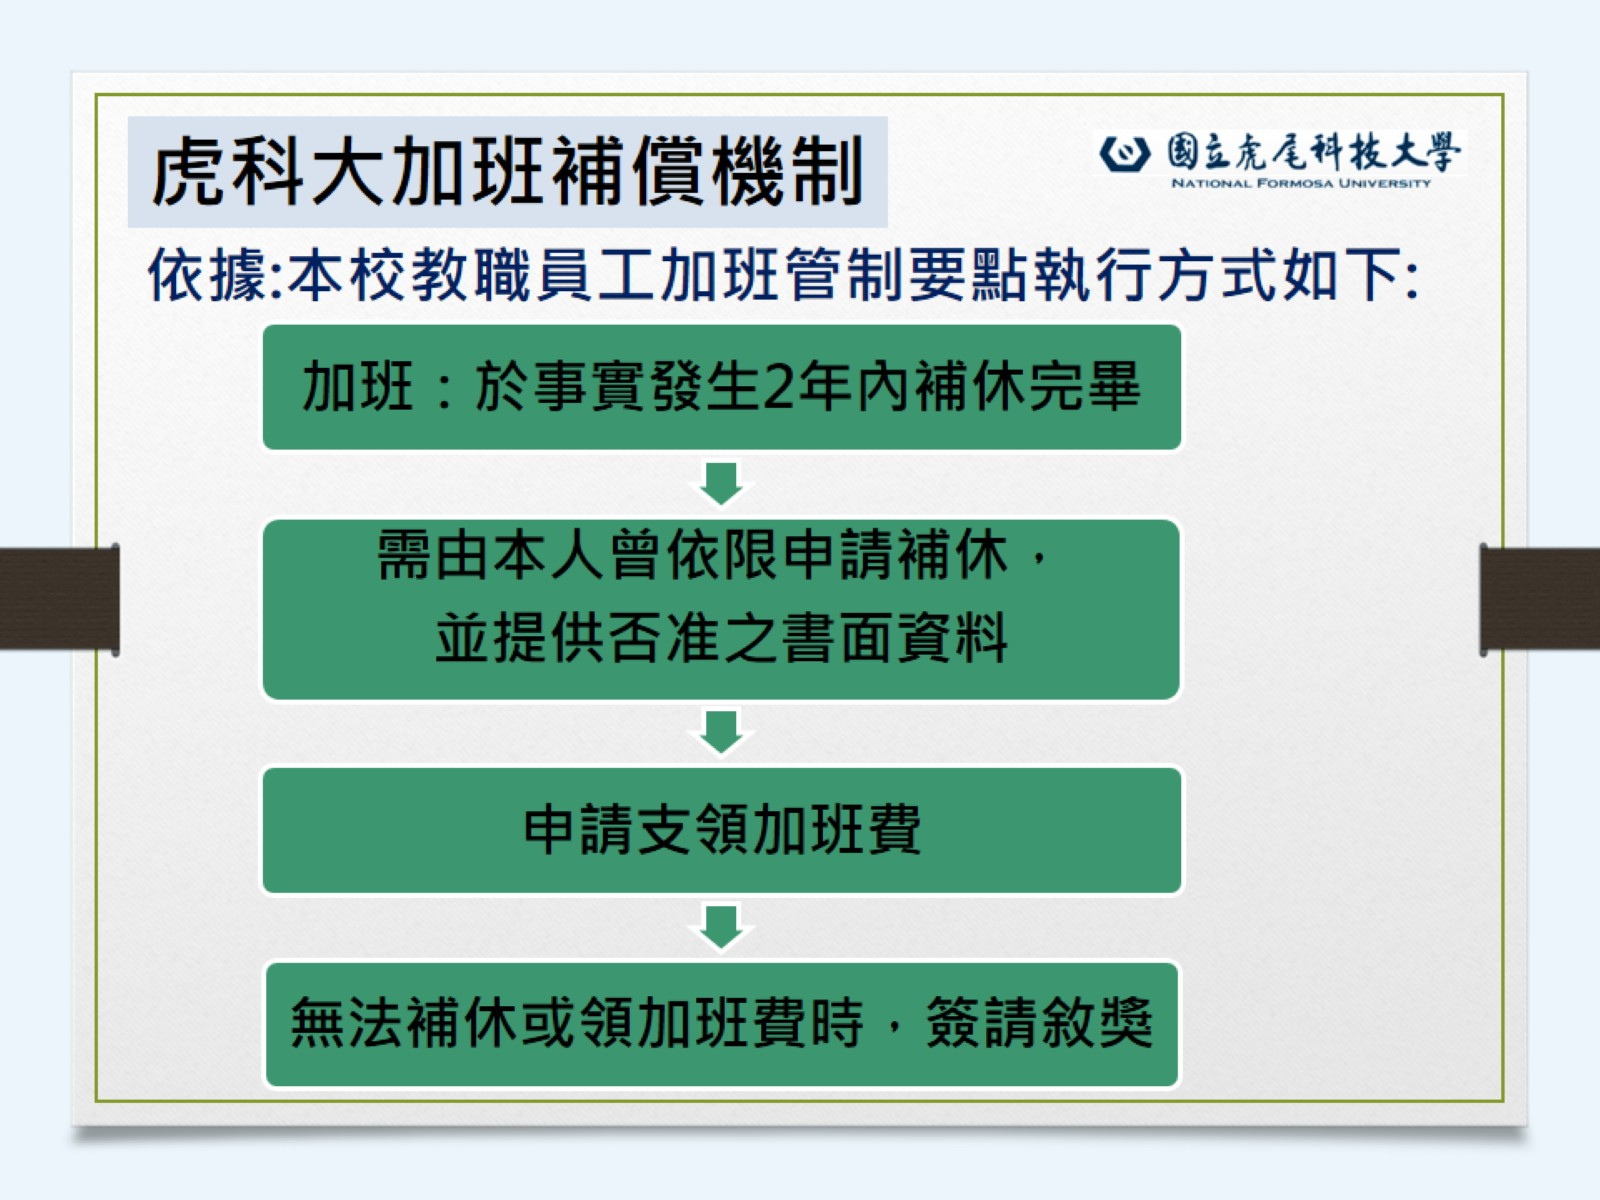 虎科大加班補償機制
國立虎尾科技大學
NATIONAL FORMOSA UNIVERSITY
依據:本校教職員工加班管制要點執行方式如下:
加班：於事實發生2年內補休完畢
需由本人曾依限申請補休，
並提供否准之書面資料
申請支領加班費
無法補休或領加班費時，簽請敘獎